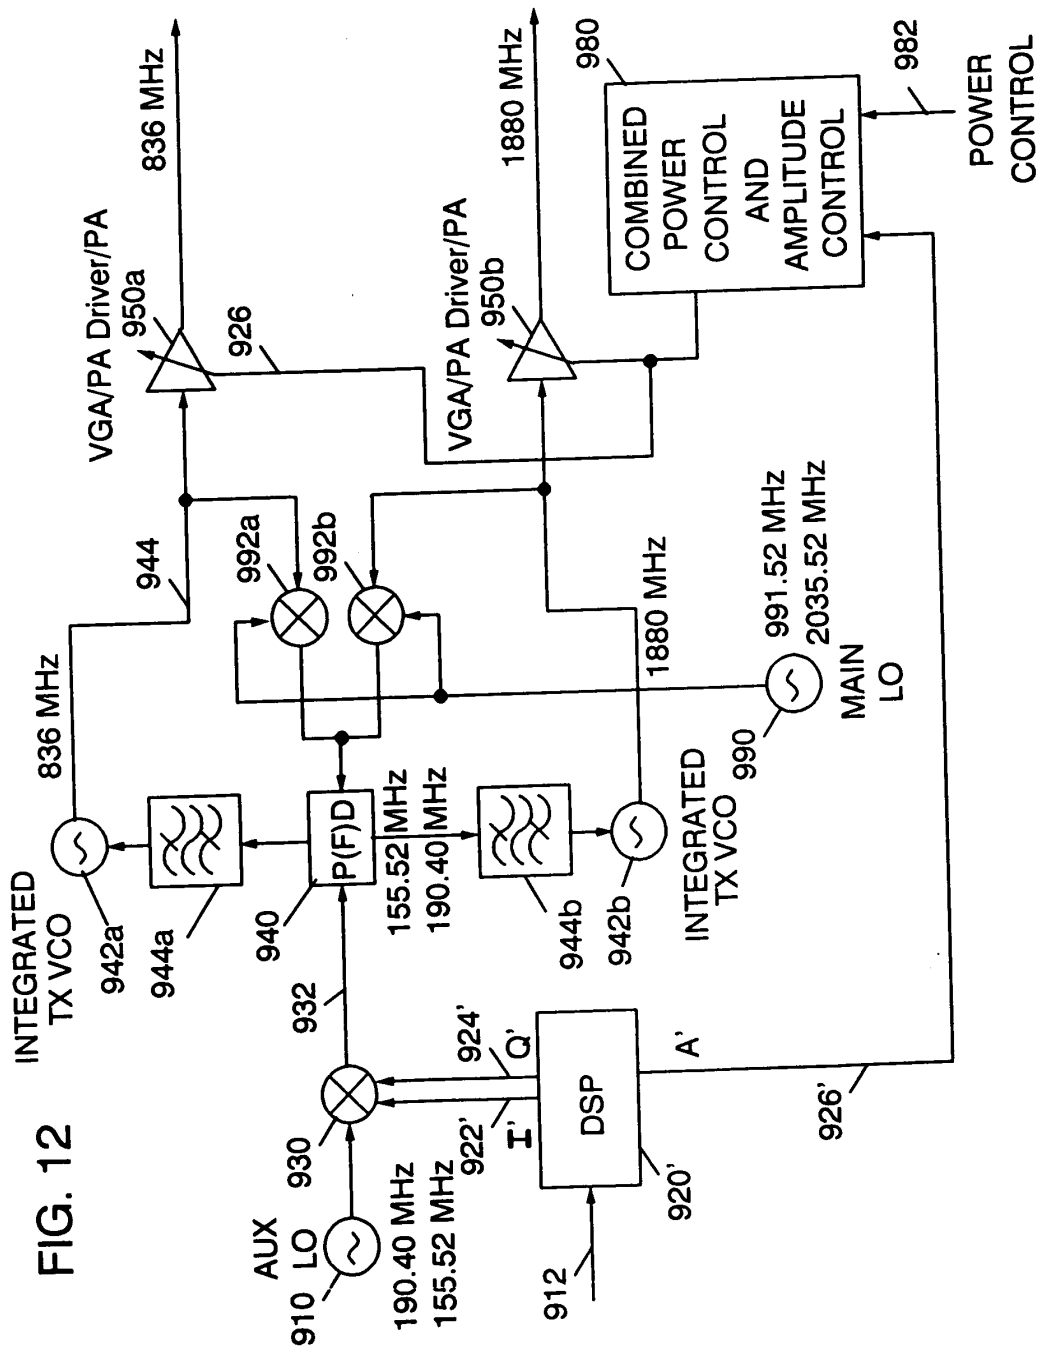 FIG. 12
INTEGRATED
TX VCO
942a
944a
836 MHz
944
VGA/PA Driver/PA
950a
836 MHz
926
992a
992b
VGA/PA Driver/PA
950b
1880 MHz
980
COMBINED
POWER
CONTROL
AND
AMPLITUDE
CONTROL
982
POWER
CONTROL
AUX
LO
910
190.40 MHz
155.52 MHz
930
932
940
P(F)D
155.52 MHz
190.40 MHz
944b
942b
INTEGRATED
TX VCO
1880 MHz
990
991.52 MHz
2035.52 MHz
MAIN
LO
922'
I'
924'
Q'
DSP
912
920'
A'
926'